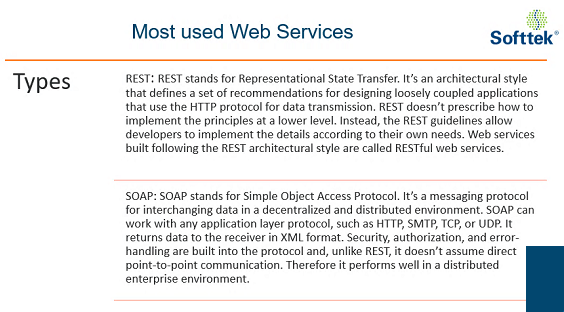 Most used Web Services
Softtek®
Types
REST: REST stands for Representational State Transfer. It's an architectural style
that defines a set of recommendations for designing loosely coupled applications
that use the HTTP protocol for data transmission. REST doesn't prescribe how to
implement the principles at a lower level. Instead, the REST guidelines allow
developers to implement the details according to their own needs. Web services
built following the REST architectural style are called RESTful web services.
SOAP: SOAP stands for Simple Object Access Protocol. It's a messaging protocol
for interchanging data in a decentralized and distributed environment. SOAP can
work with any application layer protocol, such as HTTP, SMTP, TCP, or UDP. It
returns data to the receiver in XML format. Security, authorization, and error-
handling are built into the protocol and, unlike REST, it doesn't assume direct
point-to-point communication. Therefore it performs well in a distributed
enterprise environment.